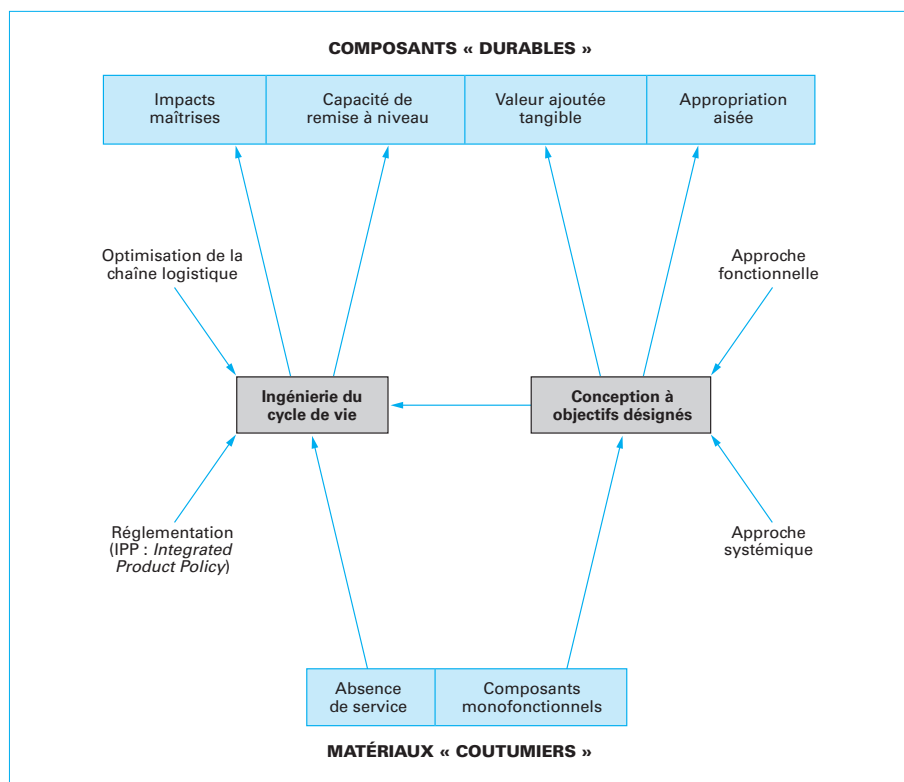 COMPOSANTS « DURABLES »
Impacts
maîtrises
Capacité de
remise à niveau
Valeur ajoutée
tangible
Appropriation
aisée
Optimisation de la
chaîne logistique
Approche
fonctionnelle
Ingénierie du
cycle de vie
Conception à
objectifs désignés
Réglementation
(IPP : Integrated
Product Policy)
Approche
systémique
Absence
de service
Composants
monofonctionnels
MATÉRIAUX « COUTUMIERS »